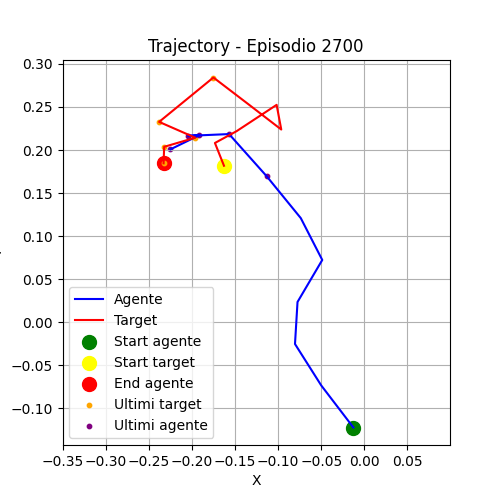 Trajectory - Episodio 2700
0.30
0.25
0.20
0.15
0.10
0.05
0.00
−0.05
−0.10
Agente
Target
Start agente
Start target
End agente
Ultimi target
Ultimi agente
−0.35 −0.30 −0.25 −0.20 −0.15 −0.10 −0.05 0.00 0.05
X